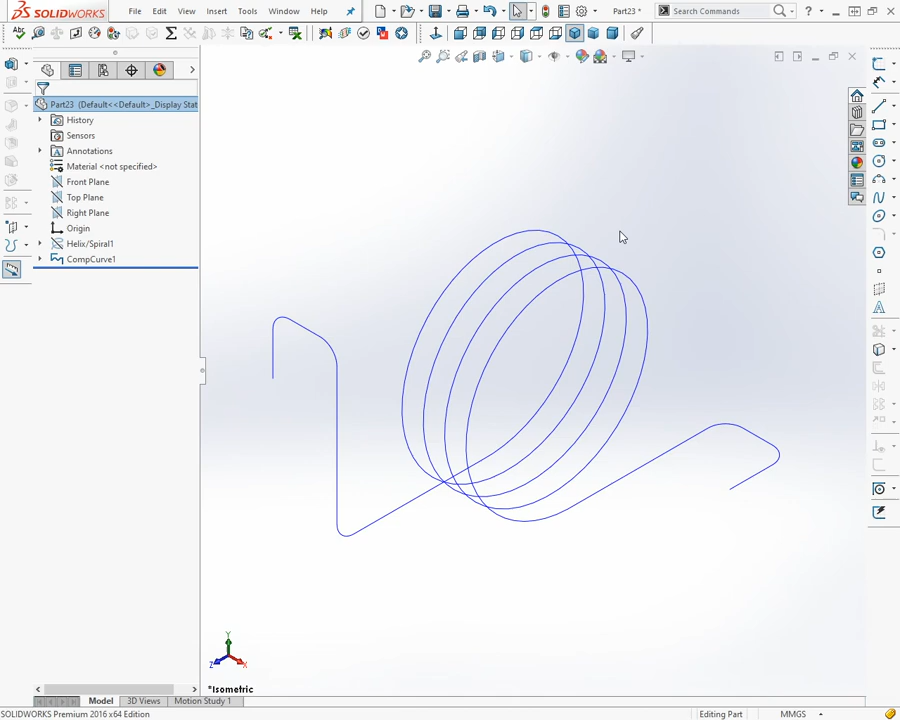 SOLIDWORKS File Edit View Insert Tools Window Help Part23 * Search Commands
Part23 (Default<<Default>_Display Stat
History
Sensors
Annotations
Material <not specified>
Front Plane
Top Plane
Right Plane
Origin
Helix/Spiral1
CompCurve1
Y
Z X
*Isometric
Model 3D Views Motion Study 1
SOLIDWORKS Premium 2016 x64 Edition Editing Part MMGS